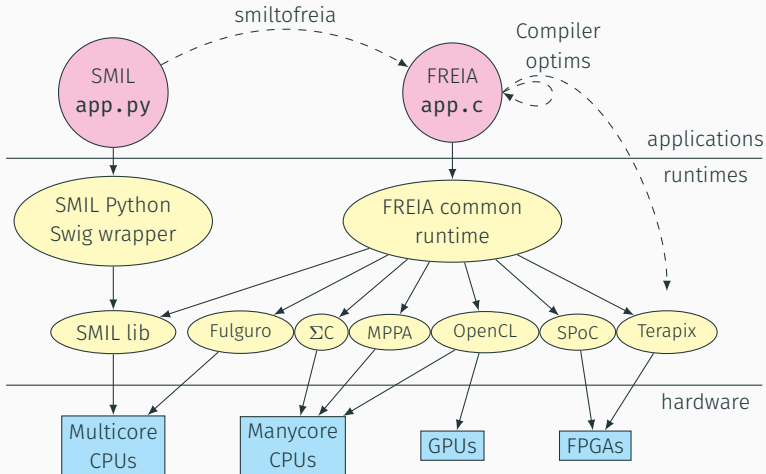 smiltofreia
Compiler
optims
SMIL
app.py
FREIA
app.c
applications
runtimes
SMIL Python
Swig wrapper
FREIA common
runtime
SMIL lib
Fulguro
ΣC
MPPA
OpenCL
SPoC
Terapix
hardware
Multicore
CPUs
Manycore
CPUs
GPUs
FPGAs